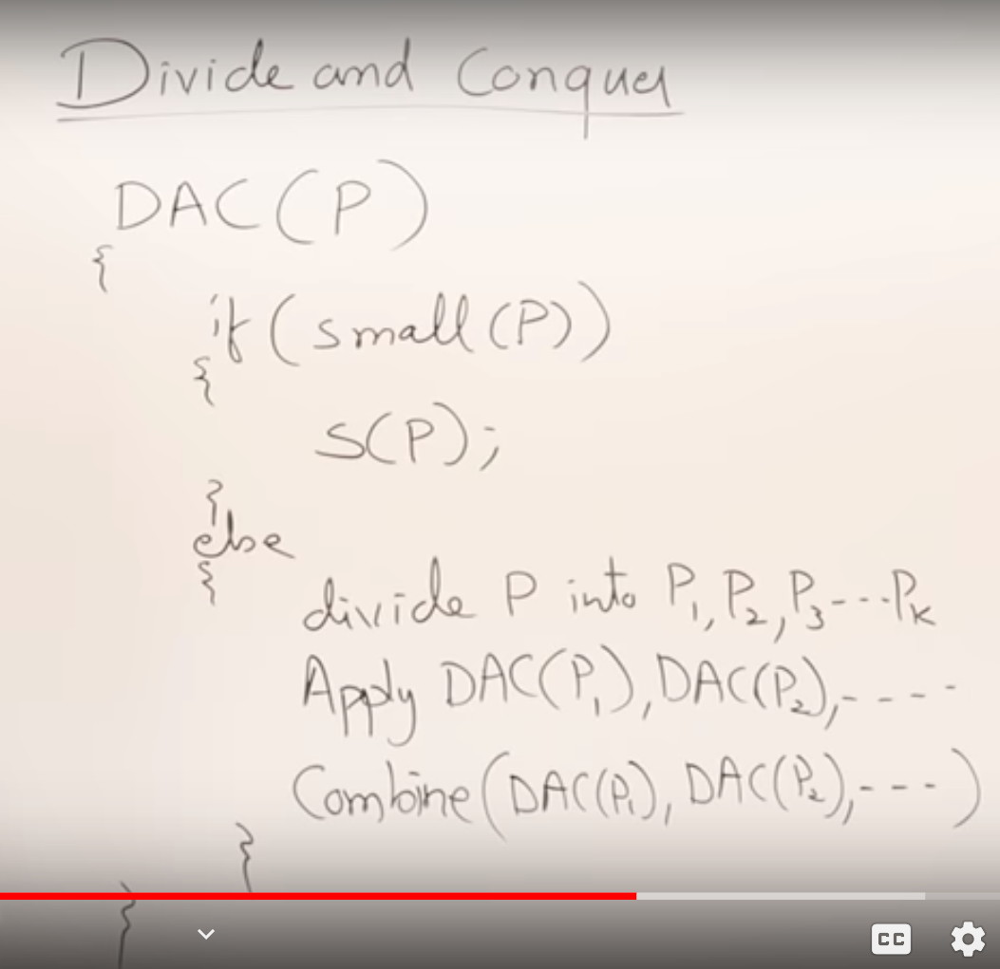 Divide and Conquer
DAC(P)
{
if(small(P))
{
S(P);
}
else
{
divide P into P₁, P₂, P₃----Pₖ
Apply DAC(P₁), DAC(P₂),----
Combine(DAC(P₁), DAC(P₂),---)
}
}
CC